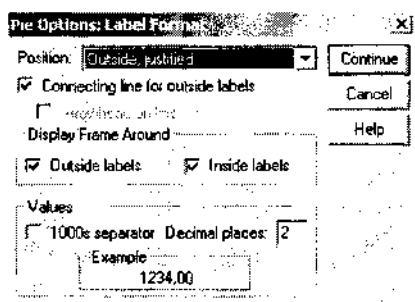 Pie Options: Label Format
Position: Outside, justified
Continue
Connecting line for outside labels
Cancel
Help
Display Frame Around
Outside labels Inside labels
Values
1000s separator Decimal places: 2
Example
1234,00